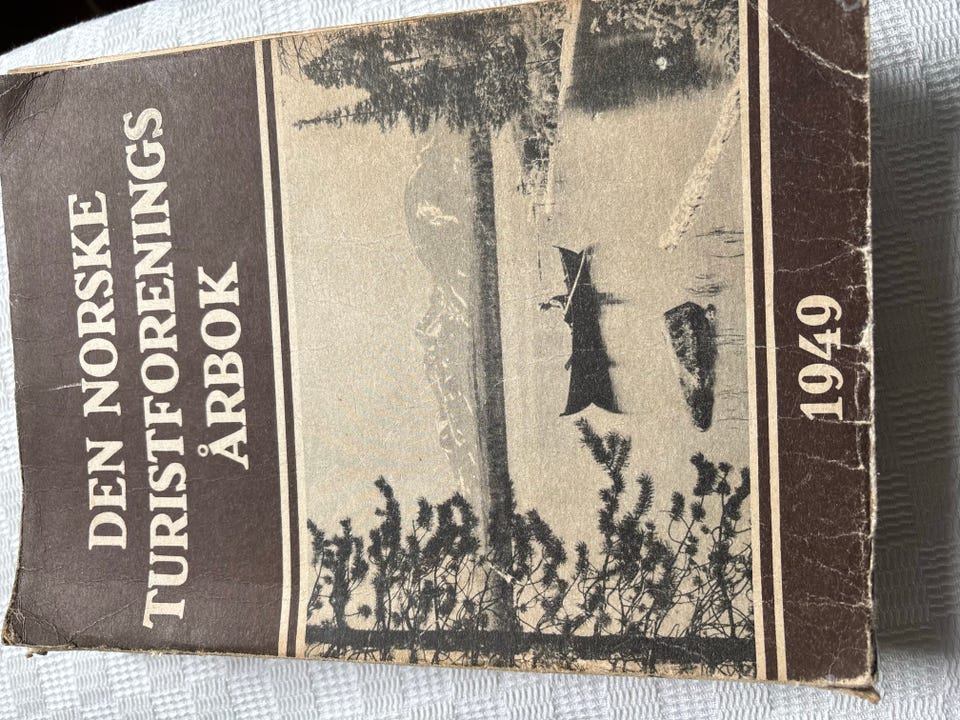 DEN NORSKE
TURISTFORENINGS
ÅRBOK
1949